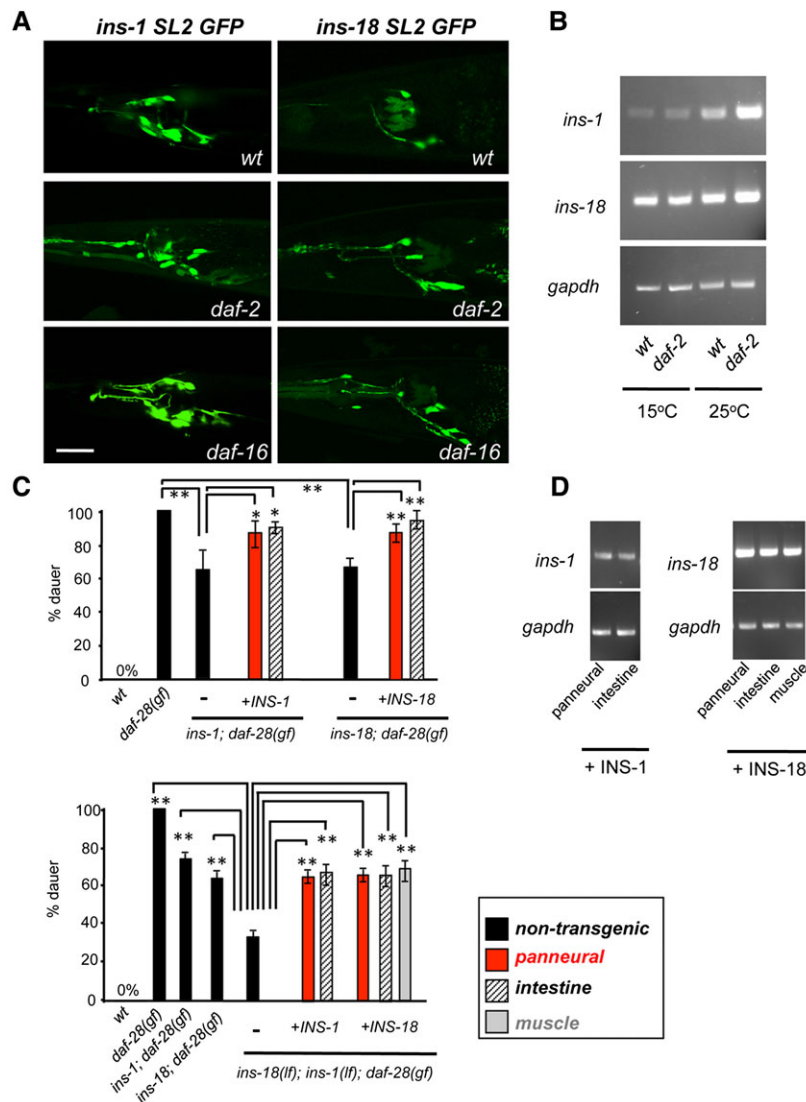 A
ins-1 SL2 GFP
ins-18 SL2 GFP
wt
wt
daf-2
daf-2
daf-16
daf-16
B
ins-1
ins-18
gapdh
wt
daf-2
wt
daf-2
15ºC
25ºC
C
% dauer
100
80
60
40
20
0
**
**
*
*
**
**
0%
wt
daf-28(gf)
-
+INS-1
-
+INS-18
ins-1; daf-28(gf)
ins-18; daf-28(gf)
D
ins-1
gapdh
panneural
intestine
+ INS-1
ins-18
gapdh
panneural
intestine
muscle
+ INS-18
% dauer
100
80
60
40
20
0
**
**
**
**
**
**
**
**
0%
wt
daf-28(gf)
ins-1; daf-28(gf)
ins-18; daf-28(gf)
-
+INS-1
+INS-18
ins-18(lf); ins-1(lf); daf-28(gf)
non-transgenic
panneural
intestine
muscle